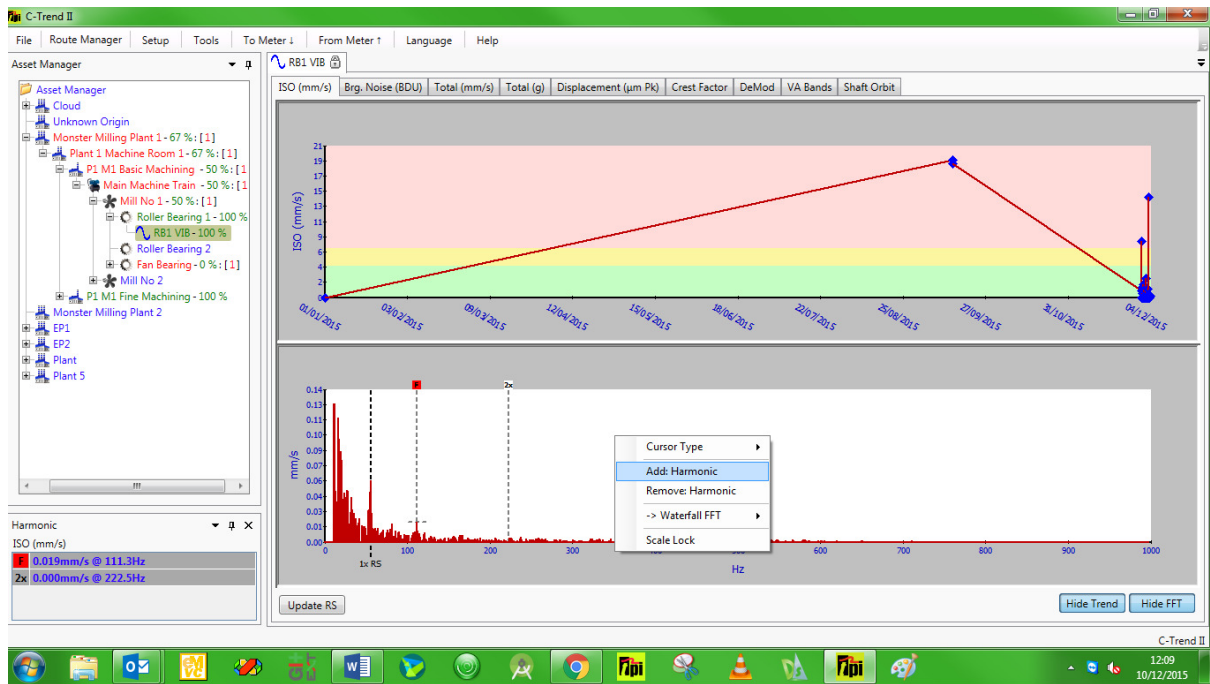 C-Trend II
File Route Manager Setup Tools To Meter ↓ From Meter ↑ Language Help
Asset Manager
RB1 VIB
ISO (mm/s) Brg. Noise (BDU) Total (mm/s) Total (g) Displacement (µm Pk) Crest Factor DeMod VA Bands Shaft Orbit
Asset Manager
Cloud
Unknown Origin
Monster Milling Plant 1 - 67 % : [1]
Plant 1 Machine Room 1 - 67 % : [1]
P1 M1 Basic Machining - 50 % : [1
Main Machine Train - 50 % : [1
Mill No 1 - 50 % : [1]
Roller Bearing 1 - 100 %
RB1 VIB - 100 %
Roller Bearing 2
Fan Bearing - 0 % : [1]
Mill No 2
P1 M1 Fine Machining - 100 %
Monster Milling Plant 2
EP1
EP2
Plant
Plant 5
ISO (mm/s)
21
19
17
15
13
11
9
6
4
2
0
01/01/2015 03/02/2015 09/03/2015 12/04/2015 15/05/2015 18/06/2015 22/07/2015 25/08/2015 27/09/2015 31/10/2015 04/12/2015
F 2x
mm/s
0.14
0.13
0.11
0.10
0.09
0.07
0.06
0.04
0.03
0.01
0.00
0 100 200 300 600 700 800 900 1000
1x RS
Hz
Cursor Type
Add: Harmonic
Remove: Harmonic
-> Waterfall FFT
Scale Lock
Harmonic
ISO (mm/s)
F 0.019mm/s @ 111.3Hz
2x 0.000mm/s @ 222.5Hz
Update RS
Hide Trend Hide FFT
C-Trend II
12:09
10/12/2015